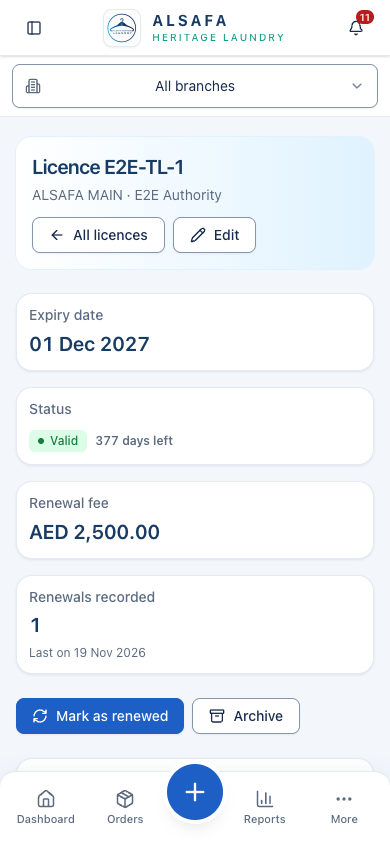 11
ALSAFA
HERITAGE LAUNDRY
All branches
Licence E2E-TL-1
ALSAFA MAIN · E2E Authority
All licences
Edit
Expiry date
01 Dec 2027
Status
Valid 377 days left
Renewal fee
AED 2,500.00
Renewals recorded
1
Last on 19 Nov 2026
Mark as renewed
Archive
Dashboard
Orders
Reports
More